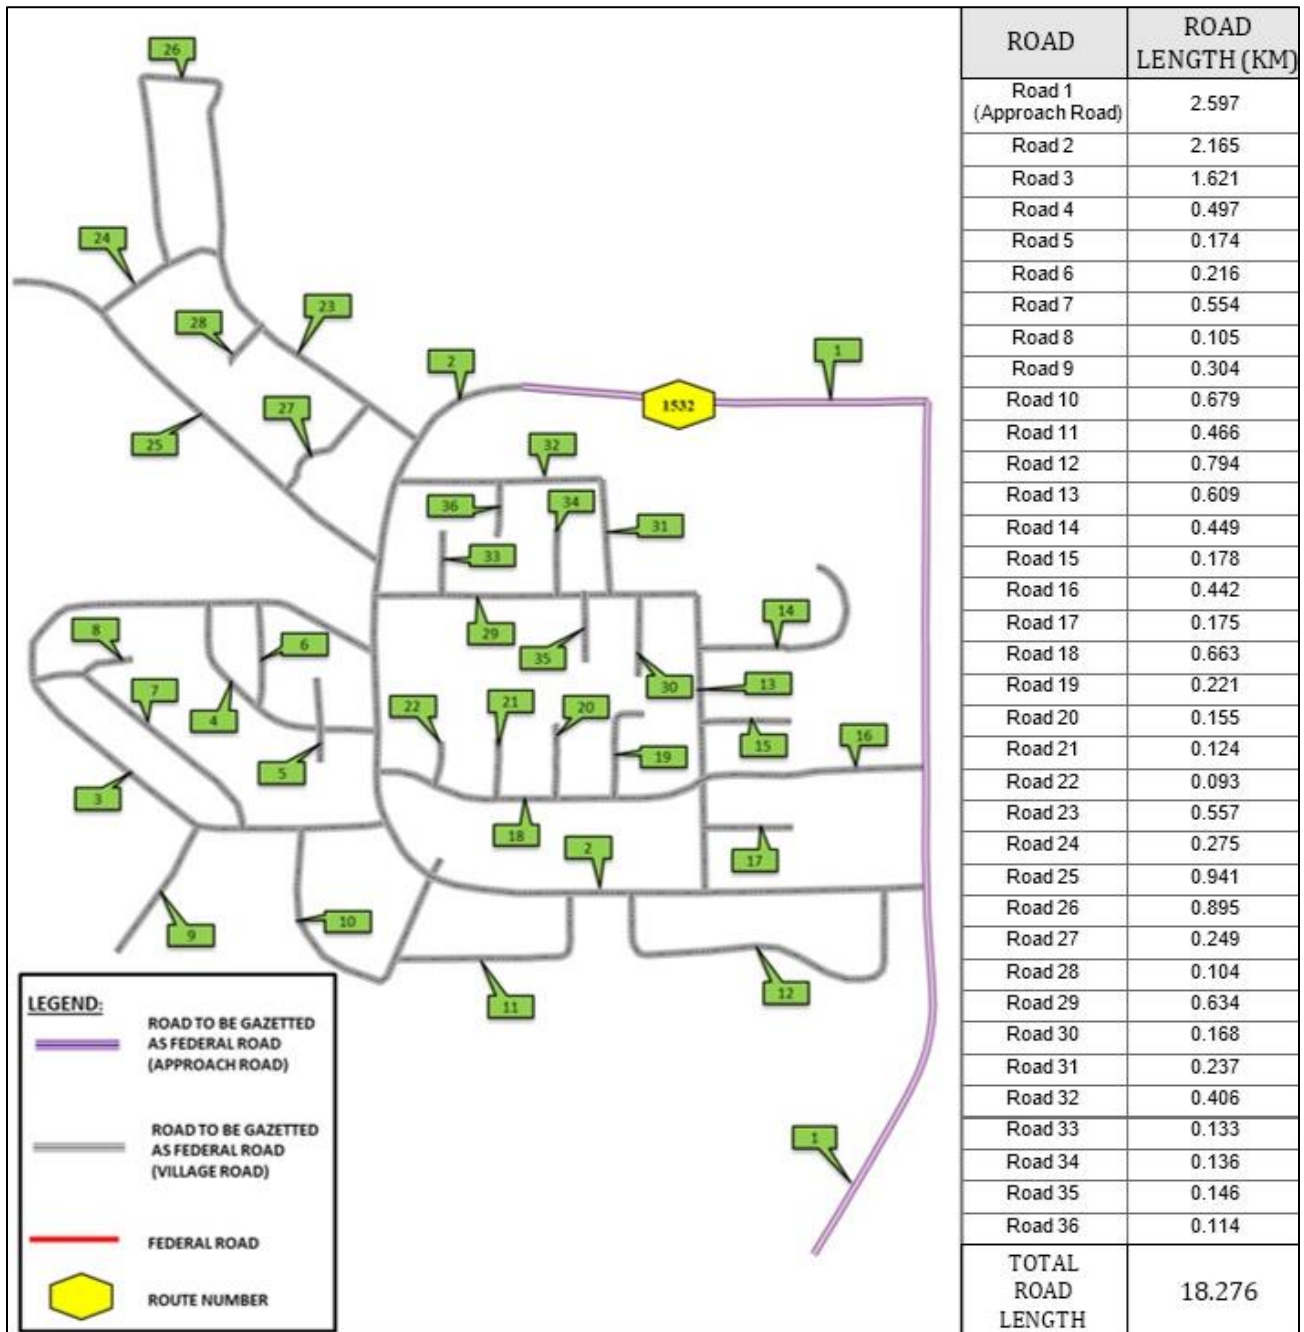 26
24
28
23
27
25
2
1532
1
32
36
34
31
33
29
35
30
14
13
8
6
7
4
5
3
22
21
20
19
15
16
18
2
17
9
10
11
12
1
LEGEND:
ROAD TO BE GAZETTED
AS FEDERAL ROAD
(APPROACH ROAD)
ROAD TO BE GAZETTED
AS FEDERAL ROAD
(VILLAGE ROAD)
FEDERAL ROAD
ROUTE NUMBER
ROAD ROAD
LENGTH (KM)
Road 1
(Approach Road) 2.597
Road 2 2.165
Road 3 1.621
Road 4 0.497
Road 5 0.174
Road 6 0.216
Road 7 0.554
Road 8 0.105
Road 9 0.304
Road 10 0.679
Road 11 0.466
Road 12 0.794
Road 13 0.609
Road 14 0.449
Road 15 0.178
Road 16 0.442
Road 17 0.175
Road 18 0.663
Road 19 0.221
Road 20 0.155
Road 21 0.124
Road 22 0.093
Road 23 0.557
Road 24 0.275
Road 25 0.941
Road 26 0.895
Road 27 0.249
Road 28 0.104
Road 29 0.634
Road 30 0.168
Road 31 0.237
Road 32 0.406
Road 33 0.133
Road 34 0.136
Road 35 0.146
Road 36 0.114
TOTAL
ROAD
LENGTH 18.276